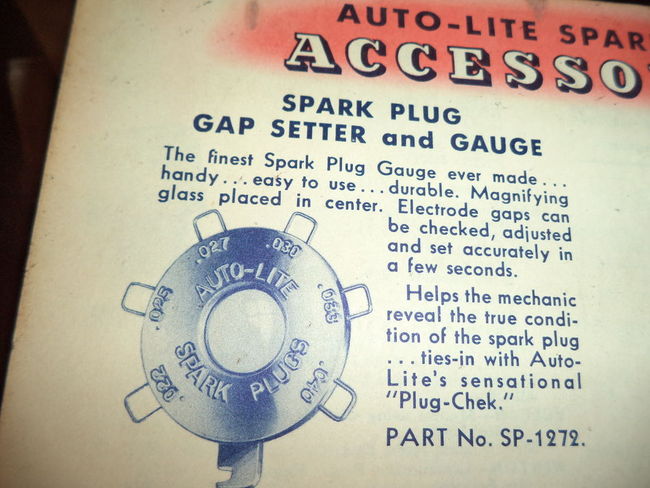 AUTO-LITE SPAR
ACCESSO
SPARK PLUG
GAP SETTER and GAUGE
The finest Spark Plug Gauge ever made...
handy...easy to use...durable. Magnifying
glass placed in center. Electrode gaps can
be checked, adjusted
and set accurately in
a few seconds.
Helps the mechanic
reveal the true condi-
tion of the spark plug
...ties-in with Auto-
Lite's sensational
"Plug-Chek."
PART No. SP-1272.
.022
.025
.027
.030
.035
.040
AUTO-LITE
SPARK PLUGS